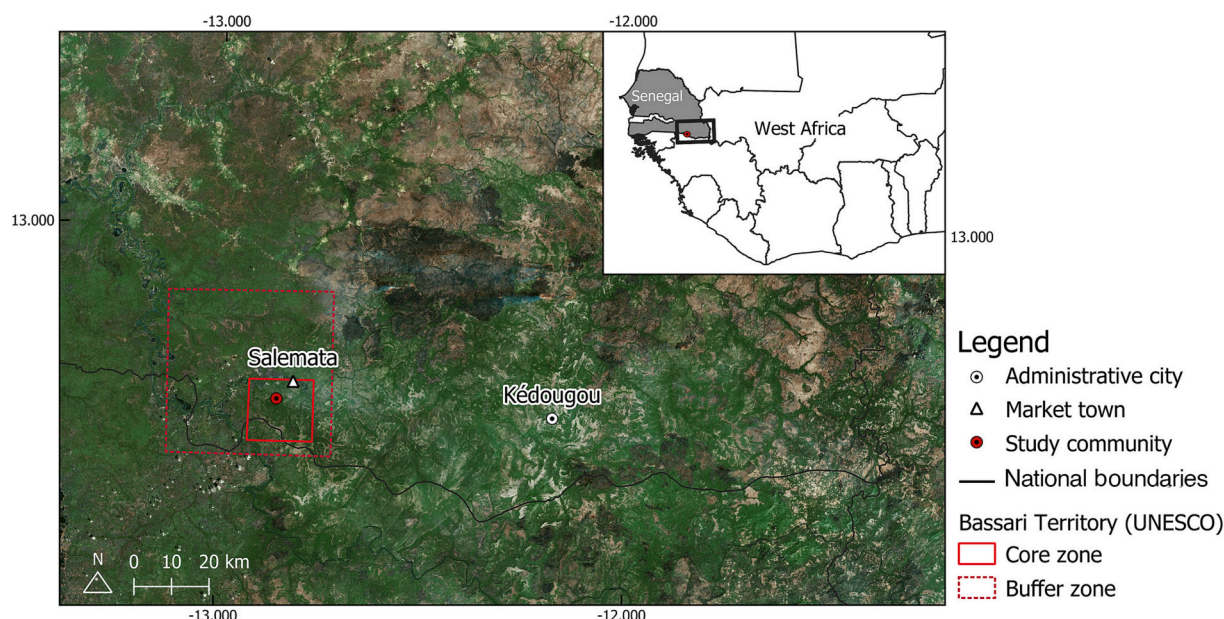 -13.000
-12.000
Senegal
West Africa
13.000
13.000
Salemata
Kédougou
Legend
Administrative city
Market town
Study community
National boundaries
Bassari Territory (UNESCO)
Core zone
Buffer zone
N
0 10 20 km
-13.000
-12.000